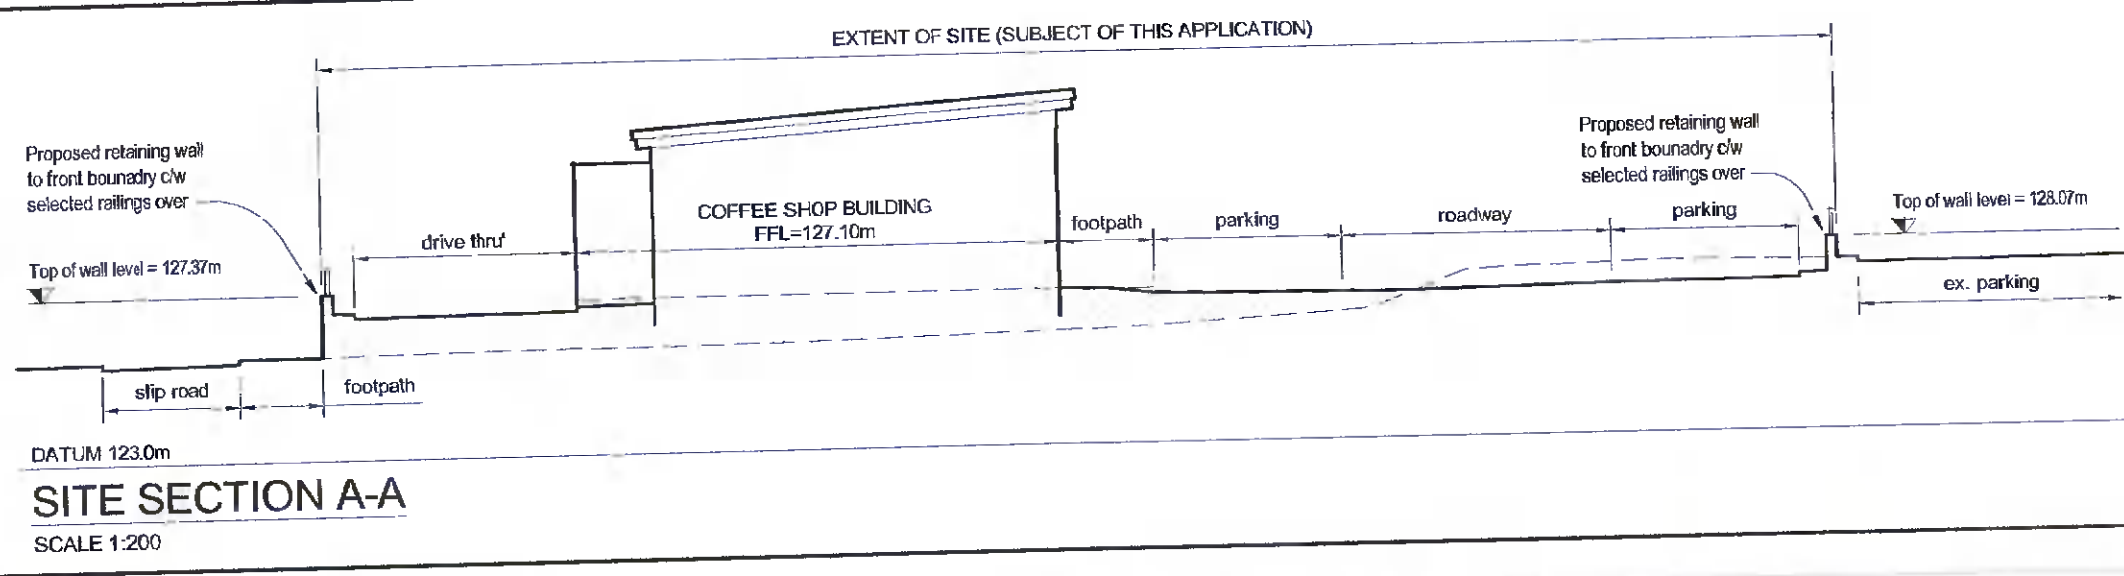 EXTENT OF SITE (SUBJECT OF THIS APPLICATION)
Proposed retaining wall
to front bounadry c/w
selected railings over
Top of wall level = 127.37m
drive thru'
COFFEE SHOP BUILDING
FFL=127.10m
footpath
parking
roadway
parking
Proposed retaining wall
to front bounadry c/w
selected railings over
Top of wall level = 128.07m
ex. parking
slip road
footpath
DATUM 123.0m
SITE SECTION A-A
SCALE 1:200